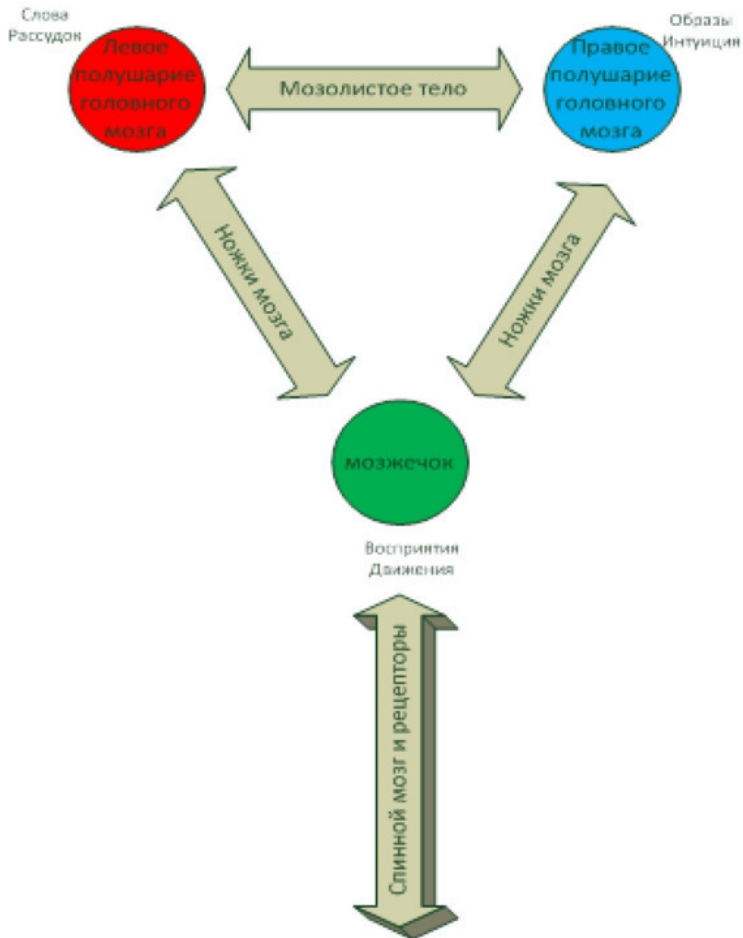 Слова
Рассудок
Образы
Интуиция
Левое
полушарие
головного
мозга
Мозолистое тело
Правое
полушарие
головного
мозга
Ножки мозга
Ножки мозга
мозжечок
Восприятия
Движения
Спинной мозг и рецепторы